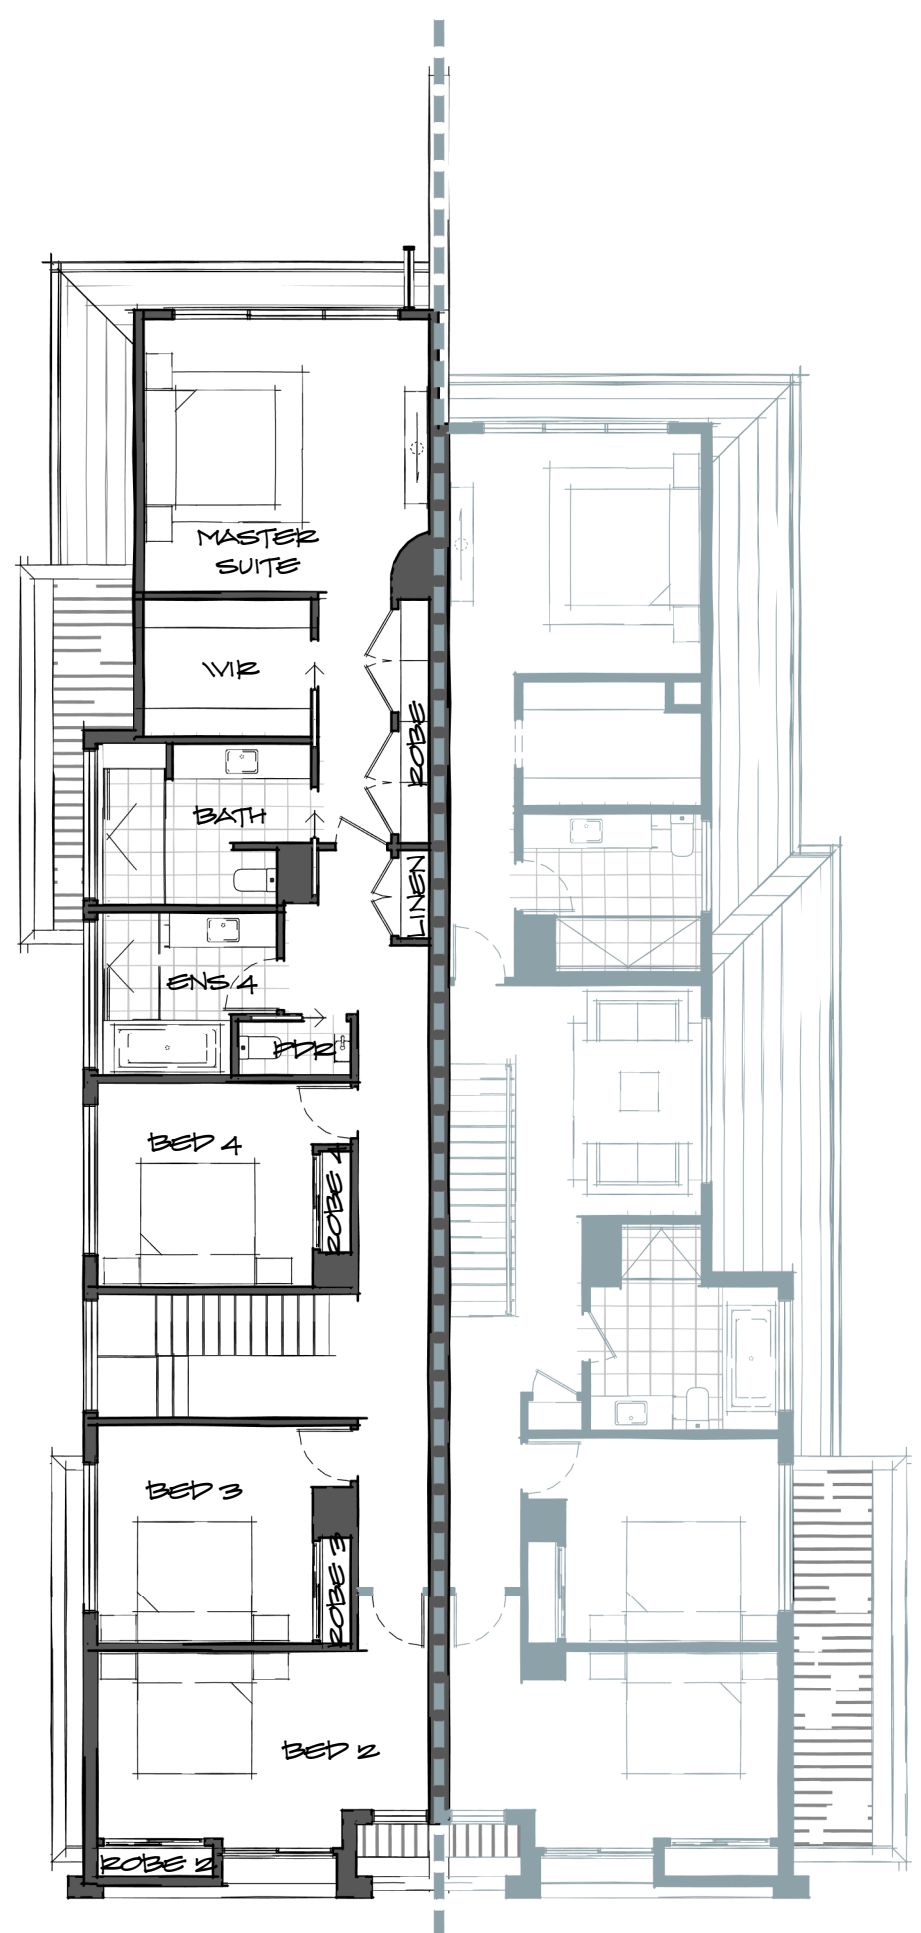 MASTER
SUITE
WIR
ROBE
BATH
LINEN
ENS 4
PDR
BED 4
ROBE 4
BED 3
ROBE 3
BED 2
ROBE 2